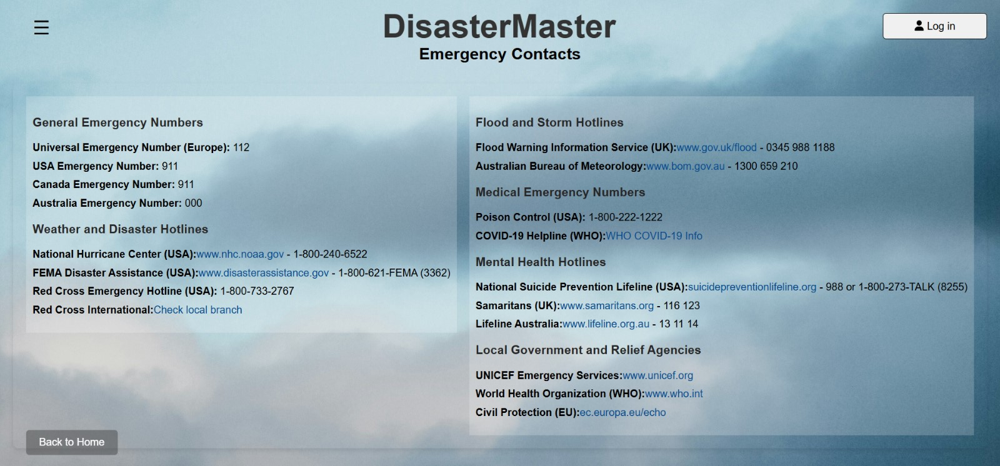 DisasterMaster
Log in
Emergency Contacts
General Emergency Numbers
Universal Emergency Number (Europe): 112
USA Emergency Number: 911
Canada Emergency Number: 911
Australia Emergency Number: 000
Weather and Disaster Hotlines
National Hurricane Center (USA):www.nhc.noaa.gov - 1-800-240-6522
FEMA Disaster Assistance (USA):www.disasterassistance.gov - 1-800-621-FEMA (3362)
Red Cross Emergency Hotline (USA): 1-800-733-2767
Red Cross International:Check local branch
Flood and Storm Hotlines
Flood Warning Information Service (UK):www.gov.uk/flood - 0345 988 1188
Australian Bureau of Meteorology:www.bom.gov.au - 1300 659 210
Medical Emergency Numbers
Poison Control (USA): 1-800-222-1222
COVID-19 Helpline (WHO):WHO COVID-19 Info
Mental Health Hotlines
National Suicide Prevention Lifeline (USA):suicidepreventionlifeline.org - 988 or 1-800-273-TALK (8255)
Samaritans (UK):www.samaritans.org - 116 123
Lifeline Australia:www.lifeline.org.au - 13 11 14
Local Government and Relief Agencies
UNICEF Emergency Services:www.unicef.org
World Health Organization (WHO):www.who.int
Civil Protection (EU):ec.europa.eu/echo
Back to Home